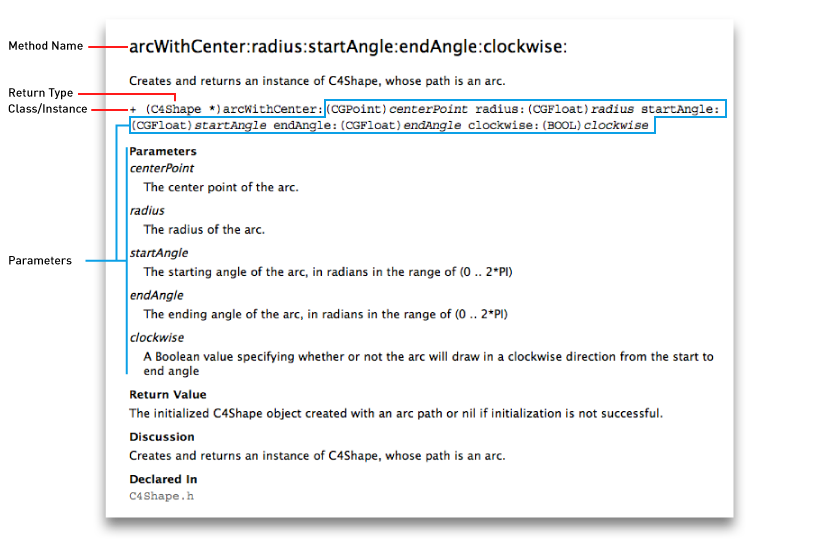 Method Name
arcWithCenter:radius:startAngle:endAngle:clockwise:
Creates and returns an instance of C4Shape, whose path is an arc.
Return Type
Class/Instance
+ (C4Shape *)arcWithCenter:(CGPoint)centerPoint radius:(CGFloat)radius startAngle:
(CGFloat)startAngle endAngle:(CGFloat)endAngle clockwise:(BOOL)clockwise
Parameters
centerPoint
The center point of the arc.
radius
The radius of the arc.
Parameters
startAngle
The starting angle of the arc, in radians in the range of (0 .. 2*PI)
endAngle
The ending angle of the arc, in radians in the range of (0 .. 2*PI)
clockwise
A Boolean value specifying whether or not the arc will draw in a clockwise direction from the start to
end angle
Return Value
The initialized C4Shape object created with an arc path or nil if initialization is not successful.
Discussion
Creates and returns an instance of C4Shape, whose path is an arc.
Declared In
C4Shape.h